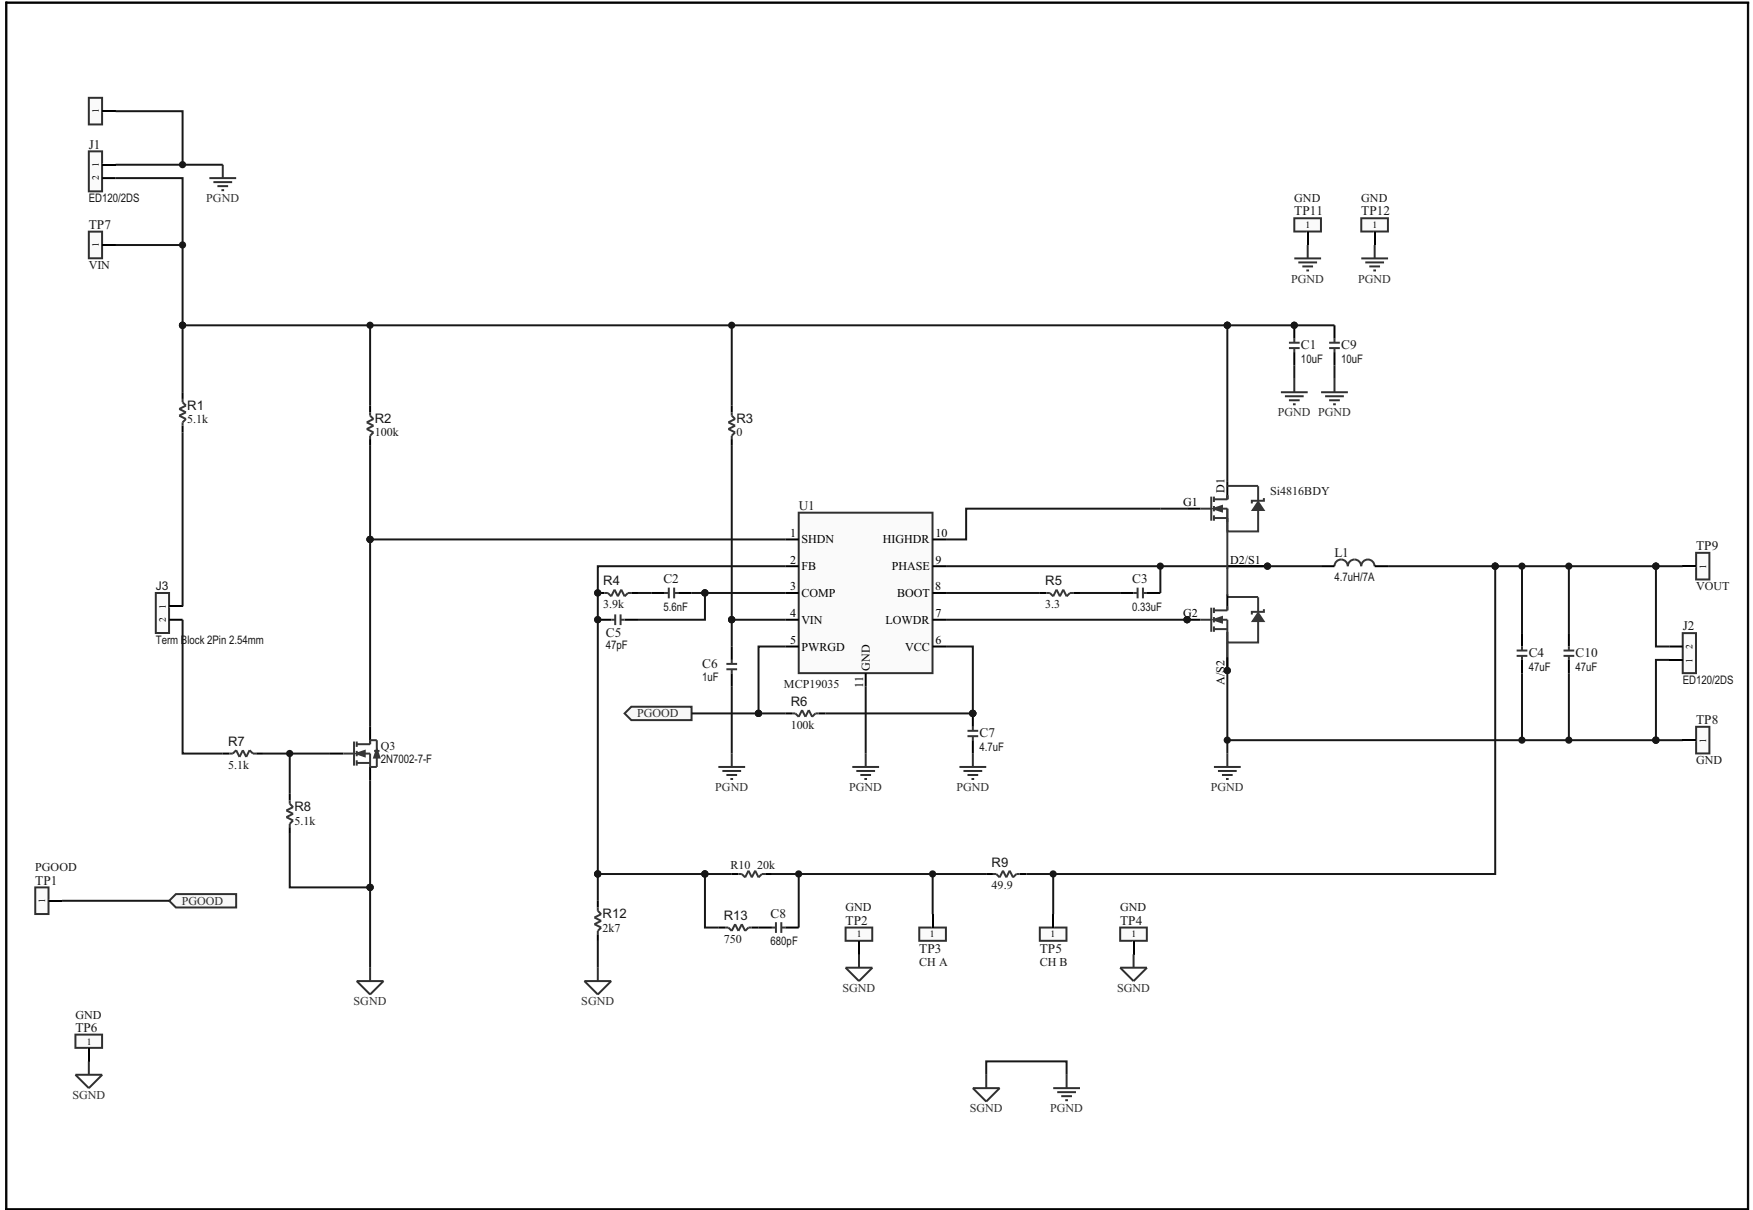 1
J1
1
2
ED120/2DS
PGND
TP7
1
VIN
GND
TP11
1
PGND
GND
TP12
1
PGND
C1
10uF
PGND
C9
10uF
PGND
R1
5.1k
R2
100k
R3
0
J3
1
2
Term Block 2Pin 2.54mm
U1
1 SHDN
2 FB
3 COMP
4 VIN
5 PWRGD
HIGHDR 10
PHASE 9
BOOT 8
LOWDR 7
VCC 6
GND
11
MCP19035
D1
G1
Si4816BDY
D2/S1
G2
A/S2
L1
4.7uH/7A
TP9
1
VOUT
R4
3.9k
C2
5.6nF
C5
47pF
R5
3.3
C3
0.33uF
C6
1uF
PGND
PGOOD
R6
100k
PGND
C7
4.7uF
PGND
PGND
C4
47uF
C10
47uF
J2
2
1
ED120/2DS
TP8
1
GND
R7
5.1k
Q3
2N7002-7-F
R8
5.1k
PGOOD
TP1
1
PGOOD
SGND
R10 20k
R9
49.9
R12
2k7
SGND
R13
750
C8
680pF
GND
TP2
1
SGND
1
TP3
CH A
1
TP5
CH B
GND
TP4
1
SGND
GND
TP6
1
SGND
SGND
PGND